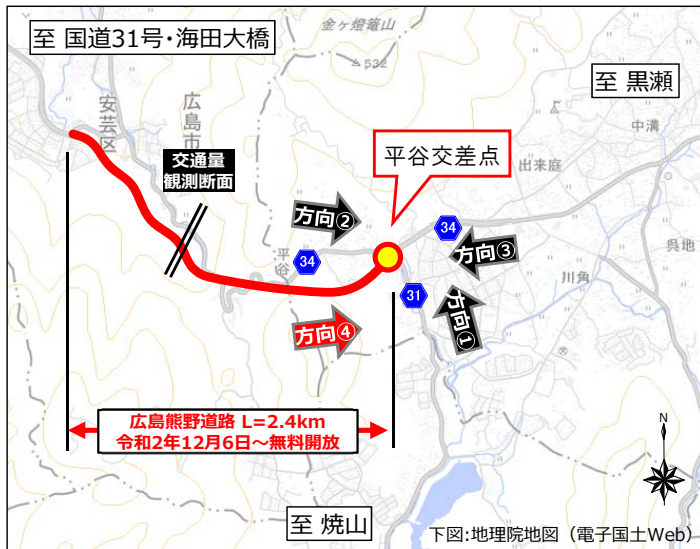 至 国道31号・海田大橋
金ヶ燈篭山
532
至 黒瀬
安芸区
広島市
中溝
交通量
観測断面
平谷交差点
出来庭
方向②
34
方向③
平谷
34
呉地
川角
31
方向①
方向④
広島熊野道路 L=2.4km
令和2年12月6日～無料開放
N
至 焼山
下図:地理院地図（電子国土Web）